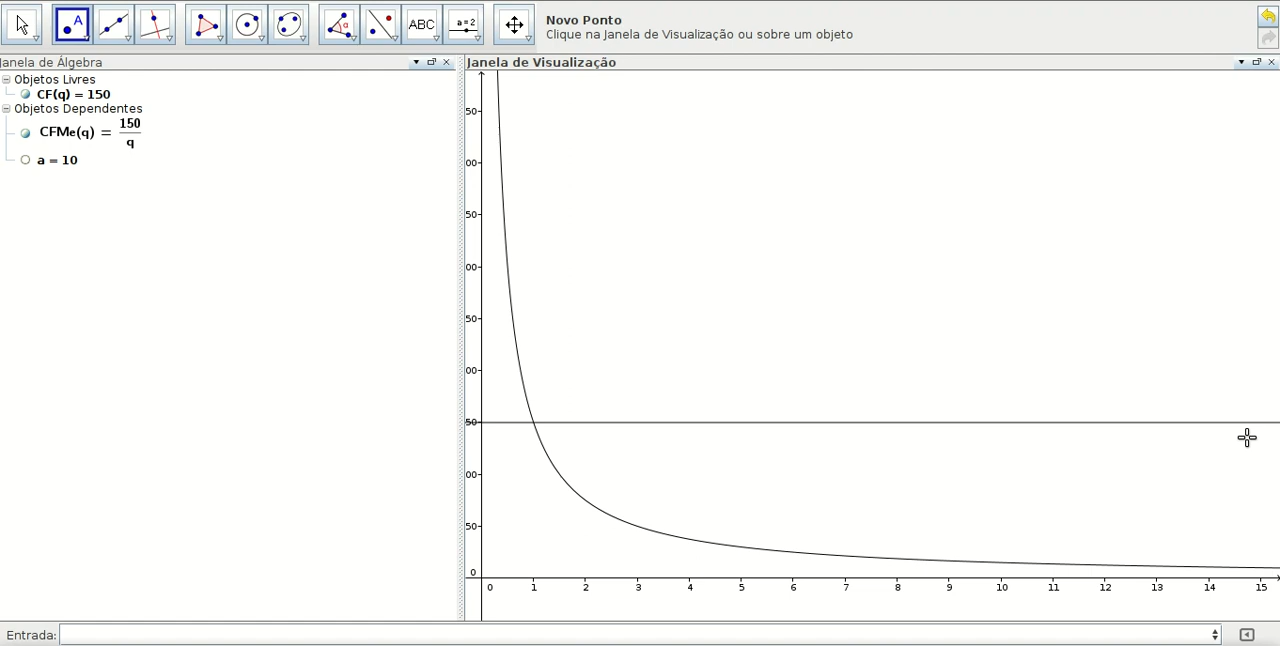 A
α
ABC
a = 2
Novo Ponto
Clique na Janela de Visualização ou sobre um objeto
Janela de Álgebra
Janela de Visualização
Objetos Livres
CF(q) = 150
Objetos Dependentes
CFMe(q) = 150
q
a = 10
50
00
50
00
50
00
50
00
50
0
0 1 2 3 4 5 6 7 8 9 10 11 12 13 14 15
Entrada: